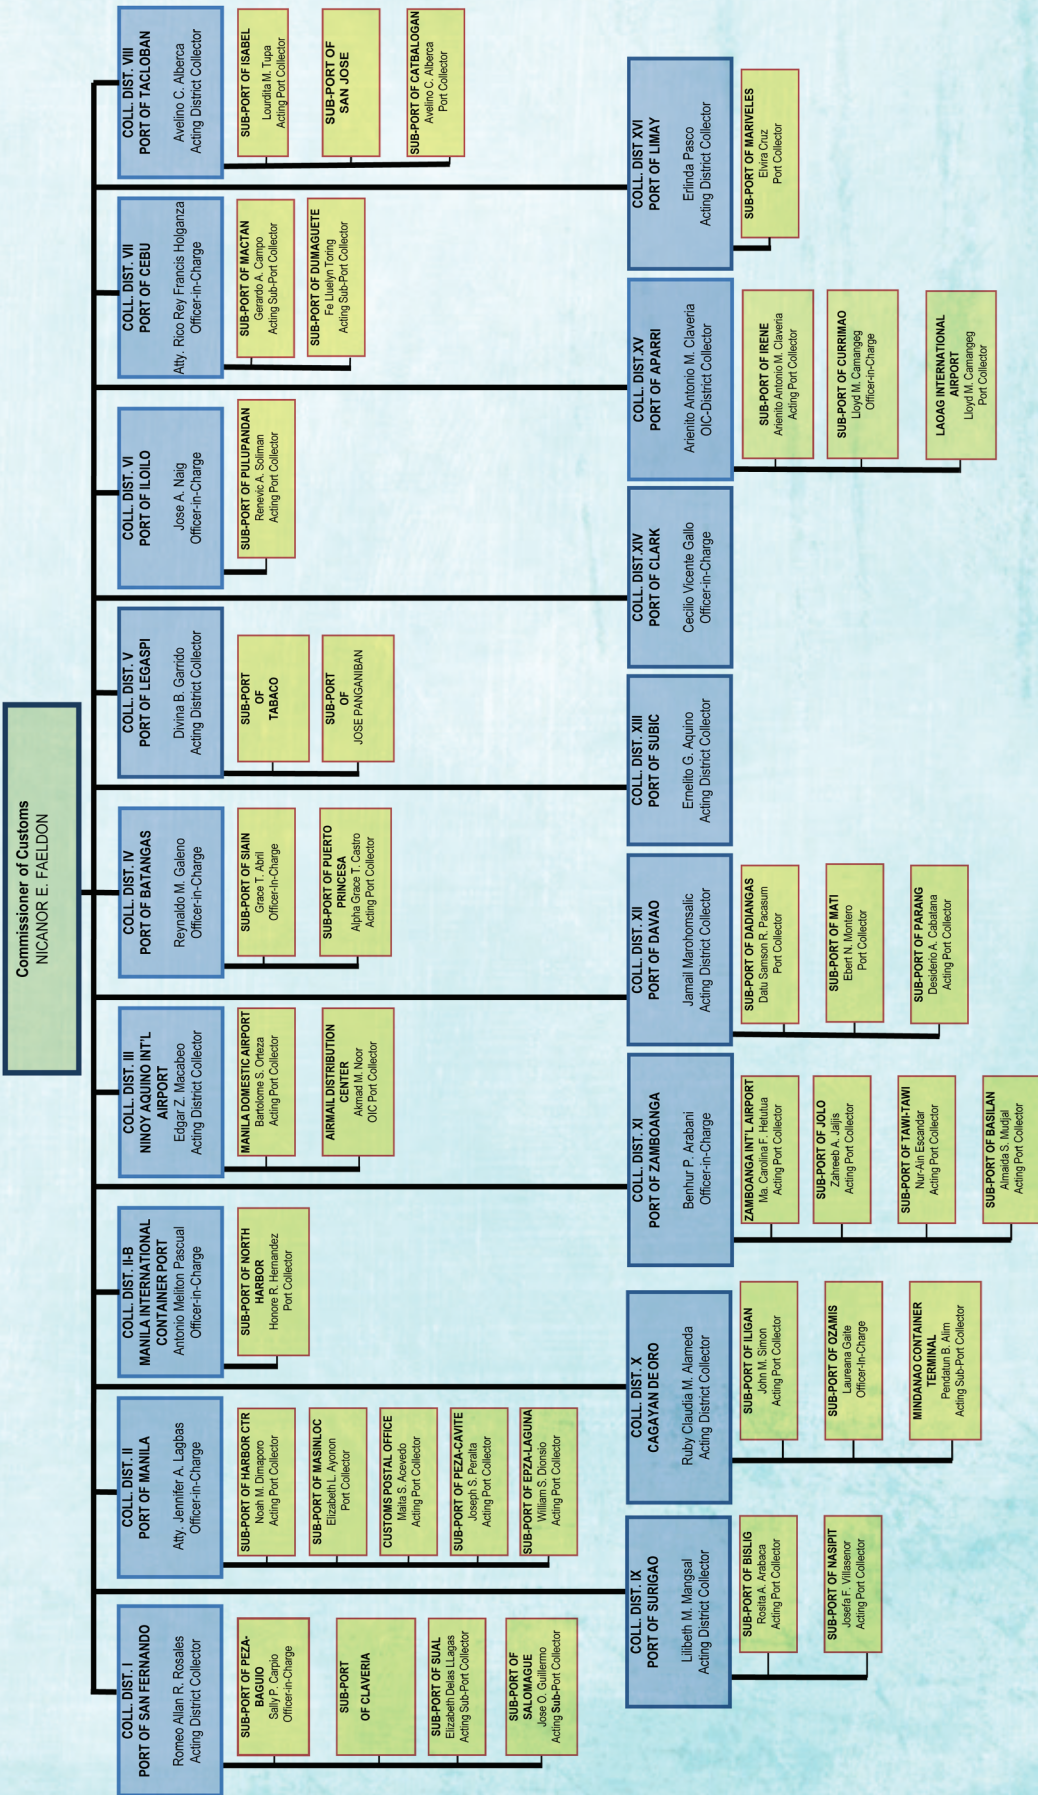 Commissioner of Customs
NICANOR E. FAELDON
COLL. DIST. I
PORT OF SAN FERNANDO
Romeo Allan R. Rosales
Acting District Collector
SUB-PORT OF PEZA-
BAGUIO
Sally P. Carpio
Officer-in-Charge
SUB-PORT
OF CLAVERIA
SUB-PORT OF SUAL
Elizabeth Delas LLagas
Acting Sub-Port Collector
SUB-PORT OF
SALOMAGUE
Jose O. Guillermo
Acting Sub-Port Collector
COLL. DIST. II
PORT OF MANILA
Atty. Jennifer A. Lagbas
Officer-in-Charge
SUB-PORT OF HARBOR CTR
Noah M. Dimaporo
Acting Port Collector
SUB-PORT OF MASINLOC
Elizabeth L. Ayonon
Port Collector
CUSTOMS POSTAL OFFICE
Maita S. Acevedo
Acting Port Collector
SUB-PORT OF PEZA-CAVITE
Joseph S. Peralta
Acting Port Collector
SUB-PORT OF EPZA-LAGUNA
William S. Dionsio
Acting Port Collector
COLL. DIST. II-B
MANILA INTERNATIONAL
CONTAINER PORT
Antonio Meliton Pascual
Officer-in-Charge
SUB-PORT OF NORTH
HARBOR
Honore R. Hernandez
Port Collector
COLL. DIST. III
NINOY AQUINO INT'L
AIRPORT
Edgar Z. Macabeo
Acting District Collector
MANILA DOMESTIC AIRPORT
Bartolome S. Orteza
Acting Port Collector
AIRMAIL DISTRIBUTION
CENTER
Akmad M. Noor
OIC Port Collector
COLL. DIST. IV
PORT OF BATANGAS
Reynaldo M. Galeno
Officer-in-Charge
SUB-PORT OF SIAIN
Grace T. Abril
Officer-In-Charge
SUB-PORT OF PUERTO
PRINCESA
Alpha Grace T. Castro
Acting Port Collector
COLL. DIST. V
PORT OF LEGASPI
Divina B. Garrido
Acting District Collector
SUB-PORT
OF
TABACO
SUB-PORT
OF
JOSE PANGANIBAN
COLL. DIST. VI
PORT OF ILOILO
Jose A. Naig
Officer-in-Charge
SUB-PORT OF PULUPANDAN
Renevic A. Soliman
Acting Port Collector
COLL. DIST. VII
PORT OF CEBU
Atty. Rico Rey Francis Holganza
Officer-in-Charge
SUB-PORT OF MACTAN
Gerardo A. Campo
Acting Sub-Port Collector
SUB-PORT OF DUMAGUETE
Fe Lluelyn Toring
Acting Sub-Port Collector
COLL. DIST. VIII
PORT OF TACLOBAN
Avelino C. Alberca
Acting District Collector
SUB-PORT OF ISABEL
Lourdita M. Tupa
Acting Port Collector
SUB-PORT OF
SAN JOSE
SUB-PORT OF CATBALOGAN
Avelino C. Alberca
Port Collector
COLL. DIST. IX
PORT OF SURIGAO
Lilibeth M. Mangsal
Acting District Collector
SUB-PORT OF BISLIG
Rosita A. Arabaca
Acting Port Collector
SUB-PORT OF NASIPIT
Josefa F. Villasenor
Acting Port Collector
COLL. DIST. X
CAGAYAN DE ORO
Ruby Claudia M. Alameda
Acting District Collector
SUB-PORT OF ILIGAN
John M. Simon
Acting Port Collector
SUB-PORT OF OZAMIS
Laureana Gaite
Officer-In-Charge
MINDANAO CONTAINER
TERMINAL
Pendatun B. Alim
Acting Sub-Port Collector
COLL. DIST. XI
PORT OF ZAMBOANGA
Benhur P. Arabani
Officer-in-Charge
ZAMBOANGA INT'L AIRPORT
Ma. Carolina F. Hetutua
Acting Port Collector
SUB-PORT OF JOLO
Zahreeb A. Jaljis
Acting Port Collector
SUB-PORT OF TAWI-TAWI
Nur-Ain Escandar
Acting Port Collector
SUB-PORT OF BASILAN
Almaida S. Mudjal
Acting Port Collector
COLL. DIST. XII
PORT OF DAVAO
Jamail Marohomsalic
Acting District Collector
SUB-PORT OF DADIANGAS
Datu Samson R. Pacasum
Port Collector
SUB-PORT OF MATI
Ebert N. Montero
Port Collector
SUB-PORT OF PARANG
Desiderio A. Cabatana
Acting Port Collector
COLL. DIST. XIII
PORT OF SUBIC
Ernelito G. Aquino
Acting District Collector
COLL. DIST.XIV
PORT OF CLARK
Cecilio Vicente Gallo
Officer-in-Charge
COLL. DIST.XV
PORT OF APARRI
Arienito Antonio M. Claveria
OIC-District Collector
SUB-PORT OF IRENE
Arienito Antonio M. Claveria
Acting Port Collector
SUB-PORT OF CURRIMAO
Lloyd M. Camangeg
Officer-in-Charge
LAOAG INTERNATIONAL
AIRPORT
Lloyd M. Camangeg
Port Collector
COLL. DIST XVI
PORT OF LIMAY
Erlinda Pasco
Acting District Collector
SUB-PORT OF MARIVELES
Elvira Cruz
Port Collector